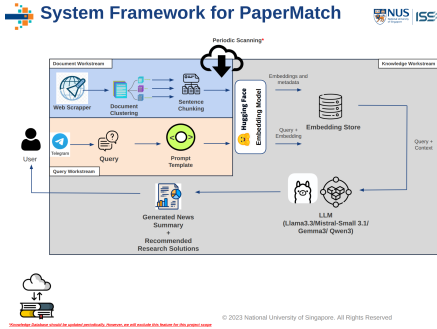 System Framework for PaperMatch
NUS
National University
of Singapore
ISS
Periodic Scanning*
Document Workstream
Knowledge Workstream
Web Scrapper
Document
Clustering
Sentence
Chunking
Hugging Face
Embedding Model
Embeddings and
metadata
Embedding Store
Query +
Embedding
Query +
Context
User
Telegram
Query
Prompt
Template
Query Workstream
Generated News
Summary
+
Recommended
Research Solutions
LLM
(Llama3.3/Mistral-Small 3.1/
Gemma3/ Qwen3)
© 2023 National University of Singapore. All Rights Reserved
*Knowledge Database should be updated periodically. However, we will exclude this feature for this project scope